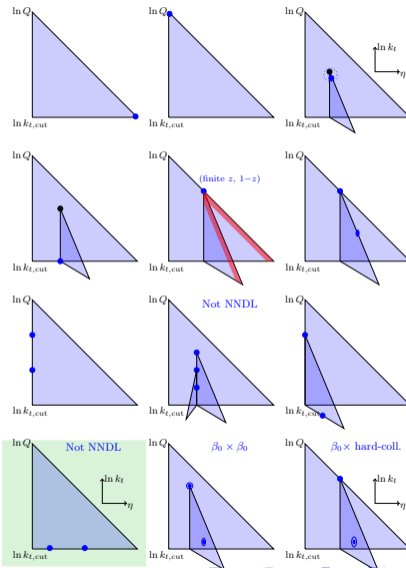 ln Q
ln Q
ln Q
ln k_t
η
ln k_{t,cut}
ln k_{t,cut}
ln k_{t,cut}
ln Q
ln Q
(finite z, 1−z)
ln Q
ln k_{t,cut}
ln k_{t,cut}
ln k_{t,cut}
ln Q
Not NNDL
ln Q
ln Q
ln k_{t,cut}
ln k_{t,cut}
ln k_{t,cut}
ln Q
Not NNDL
ln Q
β₀ × β₀
ln Q
β₀× hard-coll.
ln k_t
η
ln k_t
η
ln k_{t,cut}
ln k_{t,cut}
ln k_{t,cut}